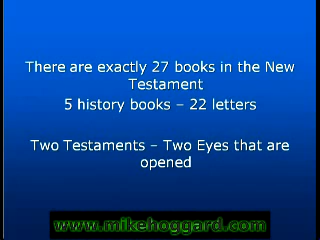 There are exactly 27 books in the New
Testament
5 history books – 22 letters
Two Testaments – Two Eyes that are
opened
www.mikehoggard.com